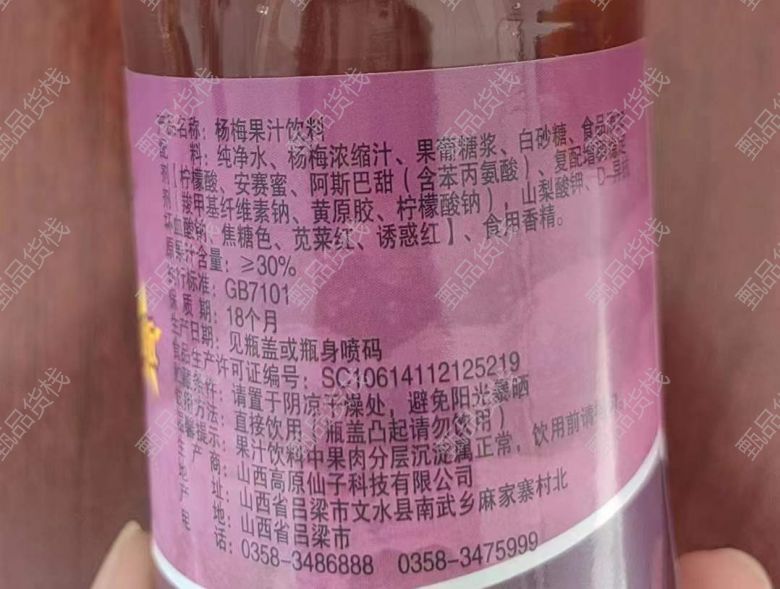 产品名称：杨梅果汁饮料
配料：纯净水、杨梅浓缩汁、果葡糖浆、白砂糖、食品添
【柠檬酸、安赛蜜、阿斯巴甜（含苯丙氨酸）、复配增稠稳定
剂（羧甲基纤维素钠、黄原胶、柠檬酸钠），山梨酸钾、D-异抗
坏血酸钠、焦糖色、苋菜红、诱惑红】、食用香精。
原果汁含量：≥30%
执行标准：GB7101
保质期：18个月
生产日期：见瓶盖或瓶身喷码
食品生产许可证编号：SC10614112125219
贮藏条件：请置于阴凉干燥处，避免阳光暴晒
食用方法：直接饮用（瓶盖凸起请勿饮用）
温馨提示：果汁饮料中果肉分层沉淀属正常，饮用前请
生产商：山西高原仙子科技有限公司
地址：山西省吕梁市文水县南武乡麻家寨村北
产地：山西省吕梁市
电话：0358-3486888 0358-3475999
甄品货栈